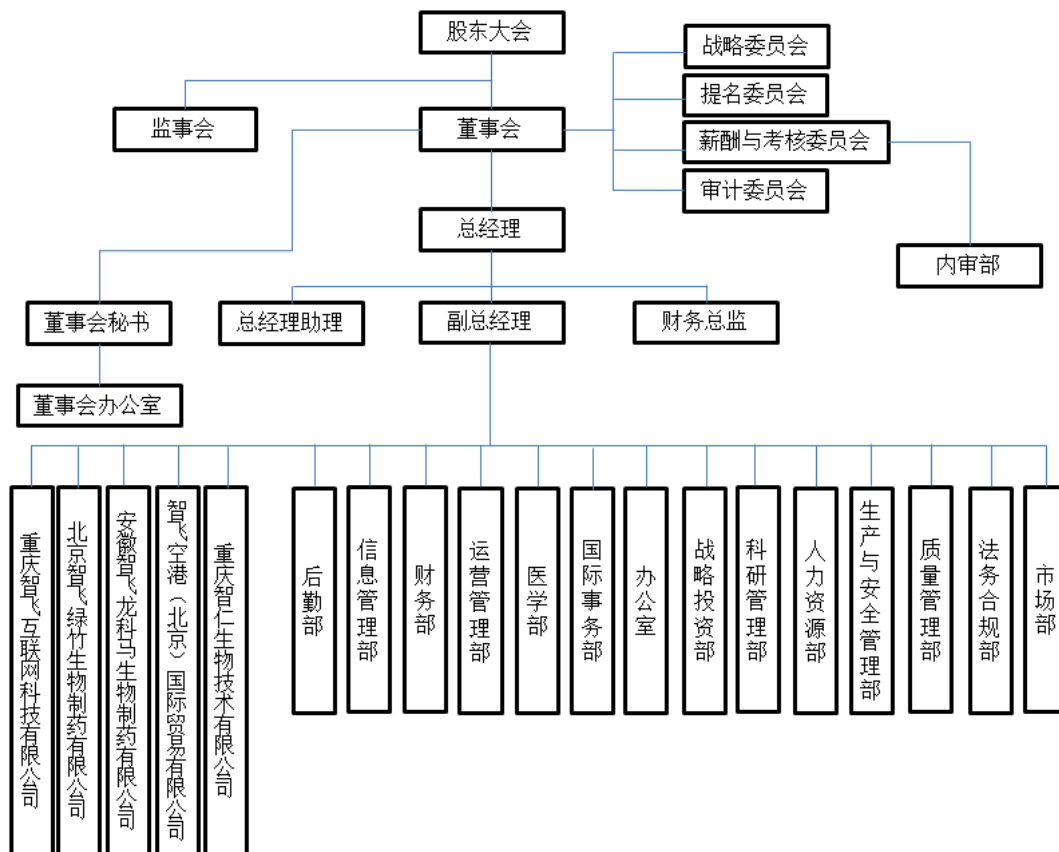 股东大会
战略委员会
提名委员会
监事会
董事会
薪酬与考核委员会
审计委员会
总经理
内审部
董事会秘书
总经理助理
副总经理
财务总监
董事会办公室
重庆智飞互联网科技有限公司
北京智飞绿竹生物制药有限公司
安徽智飞龙科马生物制药有限公司
智飞空港（北京）国际贸易有限公司
重庆智仁生物技术有限公司
后勤部
信息管理部
财务部
运营管理部
医学部
国际事务部
办公室
战略投资部
科研管理部
人力资源部
生产与安全管理部
质量管理部
法务合规部
市场部